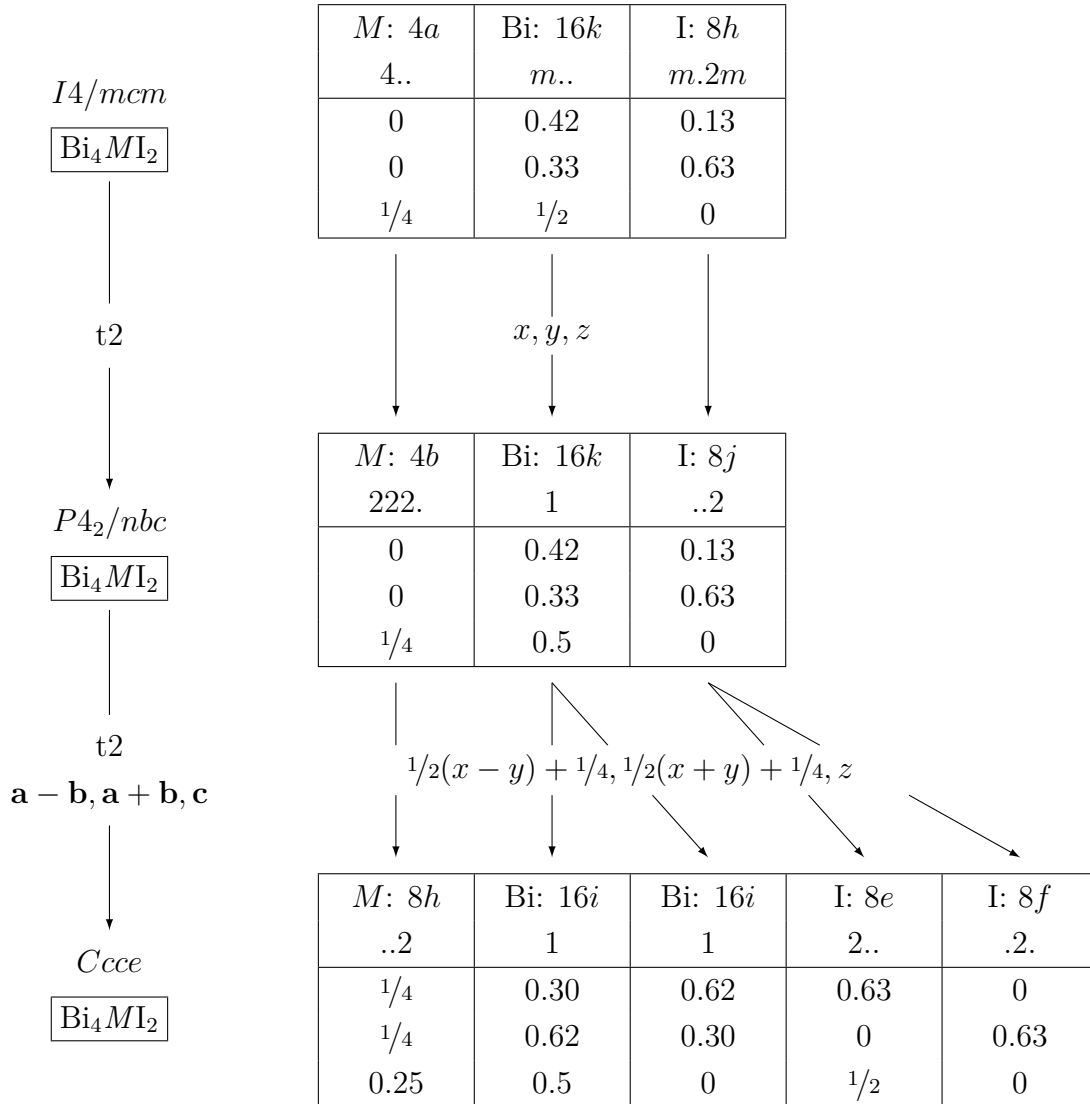 I4/mcm
Bi₄MI₂
M: 4a Bi: 16k I: 8h
4.. m.. m.2m
0 0.42 0.13
0 0.33 0.63
1/4 1/2 0
t2
x, y, z
P4₂/nbc
Bi₄MI₂
M: 4b Bi: 16k I: 8j
222. 1 ..2
0 0.42 0.13
0 0.33 0.63
1/4 0.5 0
t2
a − b, a + b, c
1/2(x − y) + 1/4, 1/2(x + y) + 1/4, z
Ccce
Bi₄MI₂
M: 8h Bi: 16i Bi: 16i I: 8e I: 8f
..2 1 1 2.. .2.
1/4 0.30 0.62 0.63 0
1/4 0.62 0.30 0 0.63
0.25 0.5 0 1/2 0